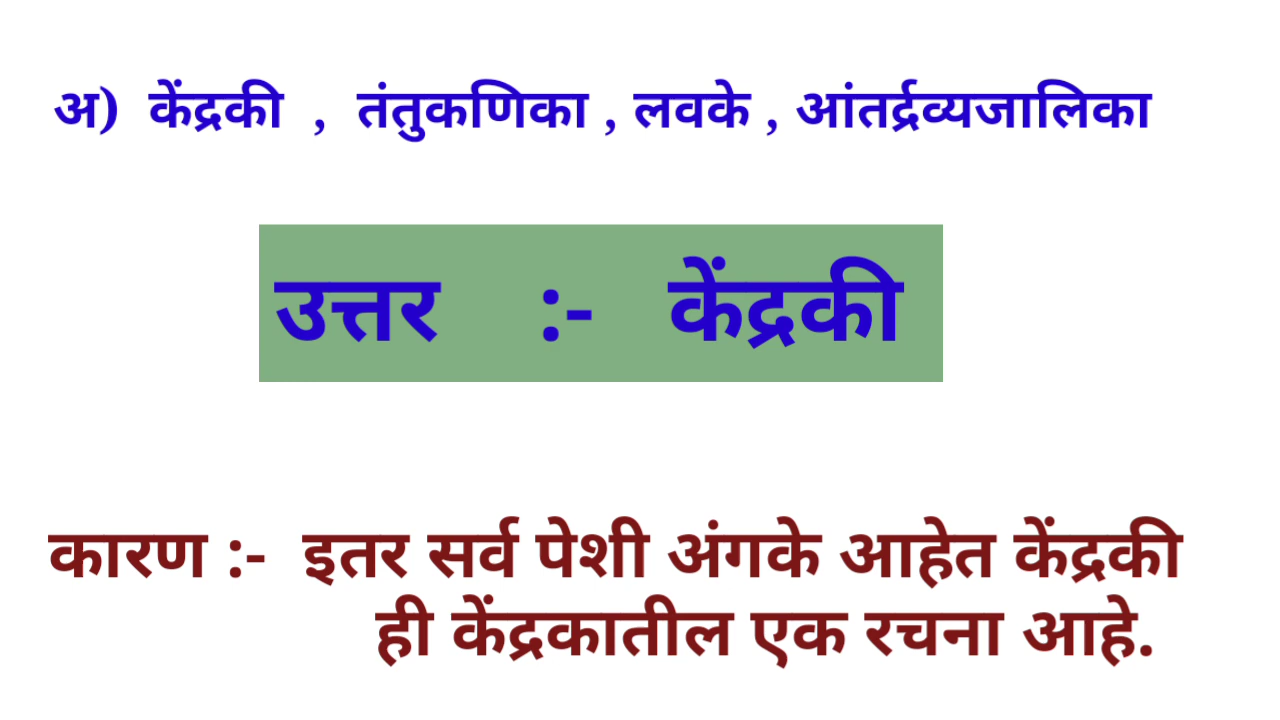 अ) केंद्रकी , तंतुकणिका , लवके , आंतर्द्रव्यजालिका
उत्तर :- केंद्रकी
कारण :- इतर सर्व पेशी अंगके आहेत केंद्रकी
ही केंद्रकातील एक रचना आहे.